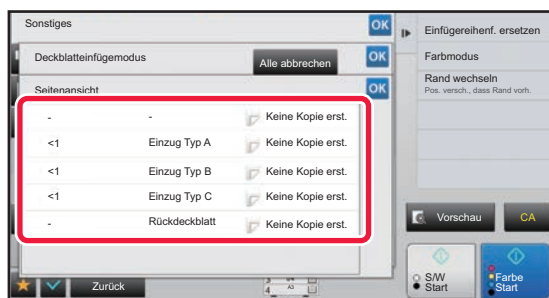 Sonstiges
OK
Deckblatteinfügemodus
Alle abbrechen
OK
Seitenansicht
OK
- - Keine Kopie erst.
<1 Einzug Typ A Keine Kopie erst.
<1 Einzug Typ B Keine Kopie erst.
<1 Einzug Typ C Keine Kopie erst.
- Rückdeckblatt Keine Kopie erst.
Zurück
4 A3
Einfügereihenf. ersetzen
Farbmodus
Rand wechseln
Pos. versch., dass Rand vorh.
Vorschau
CA
S/W
Start
Farbe
Start